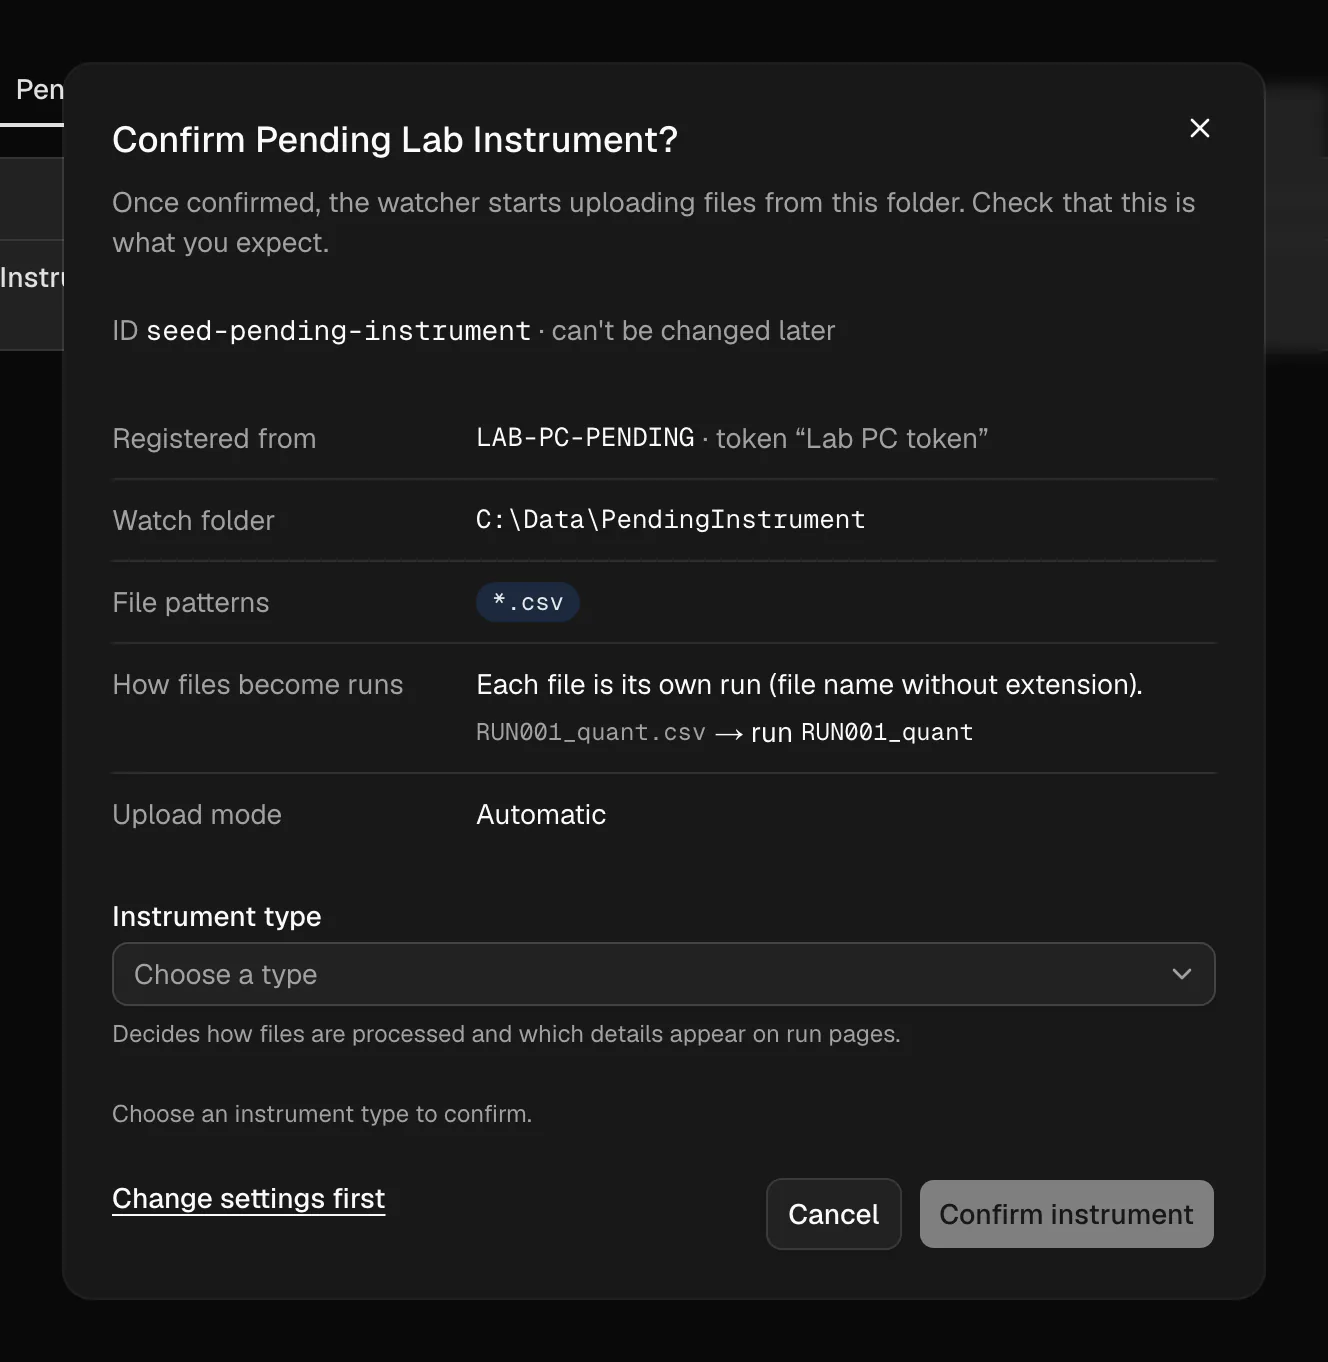 Pen
Confirm Pending Lab Instrument?
Once confirmed, the watcher starts uploading files from this folder. Check that this is
what you expect.
Instru
ID seed-pending-instrument · can't be changed later
Registered from LAB-PC-PENDING · token “Lab PC token”
Watch folder C:\Data\PendingInstrument
File patterns *.csv
How files become runs Each file is its own run (file name without extension).
RUN001_quant.csv → run RUN001_quant
Upload mode Automatic
Instrument type
Choose a type
Decides how files are processed and which details appear on run pages.
Choose an instrument type to confirm.
Change settings first Cancel Confirm instrument